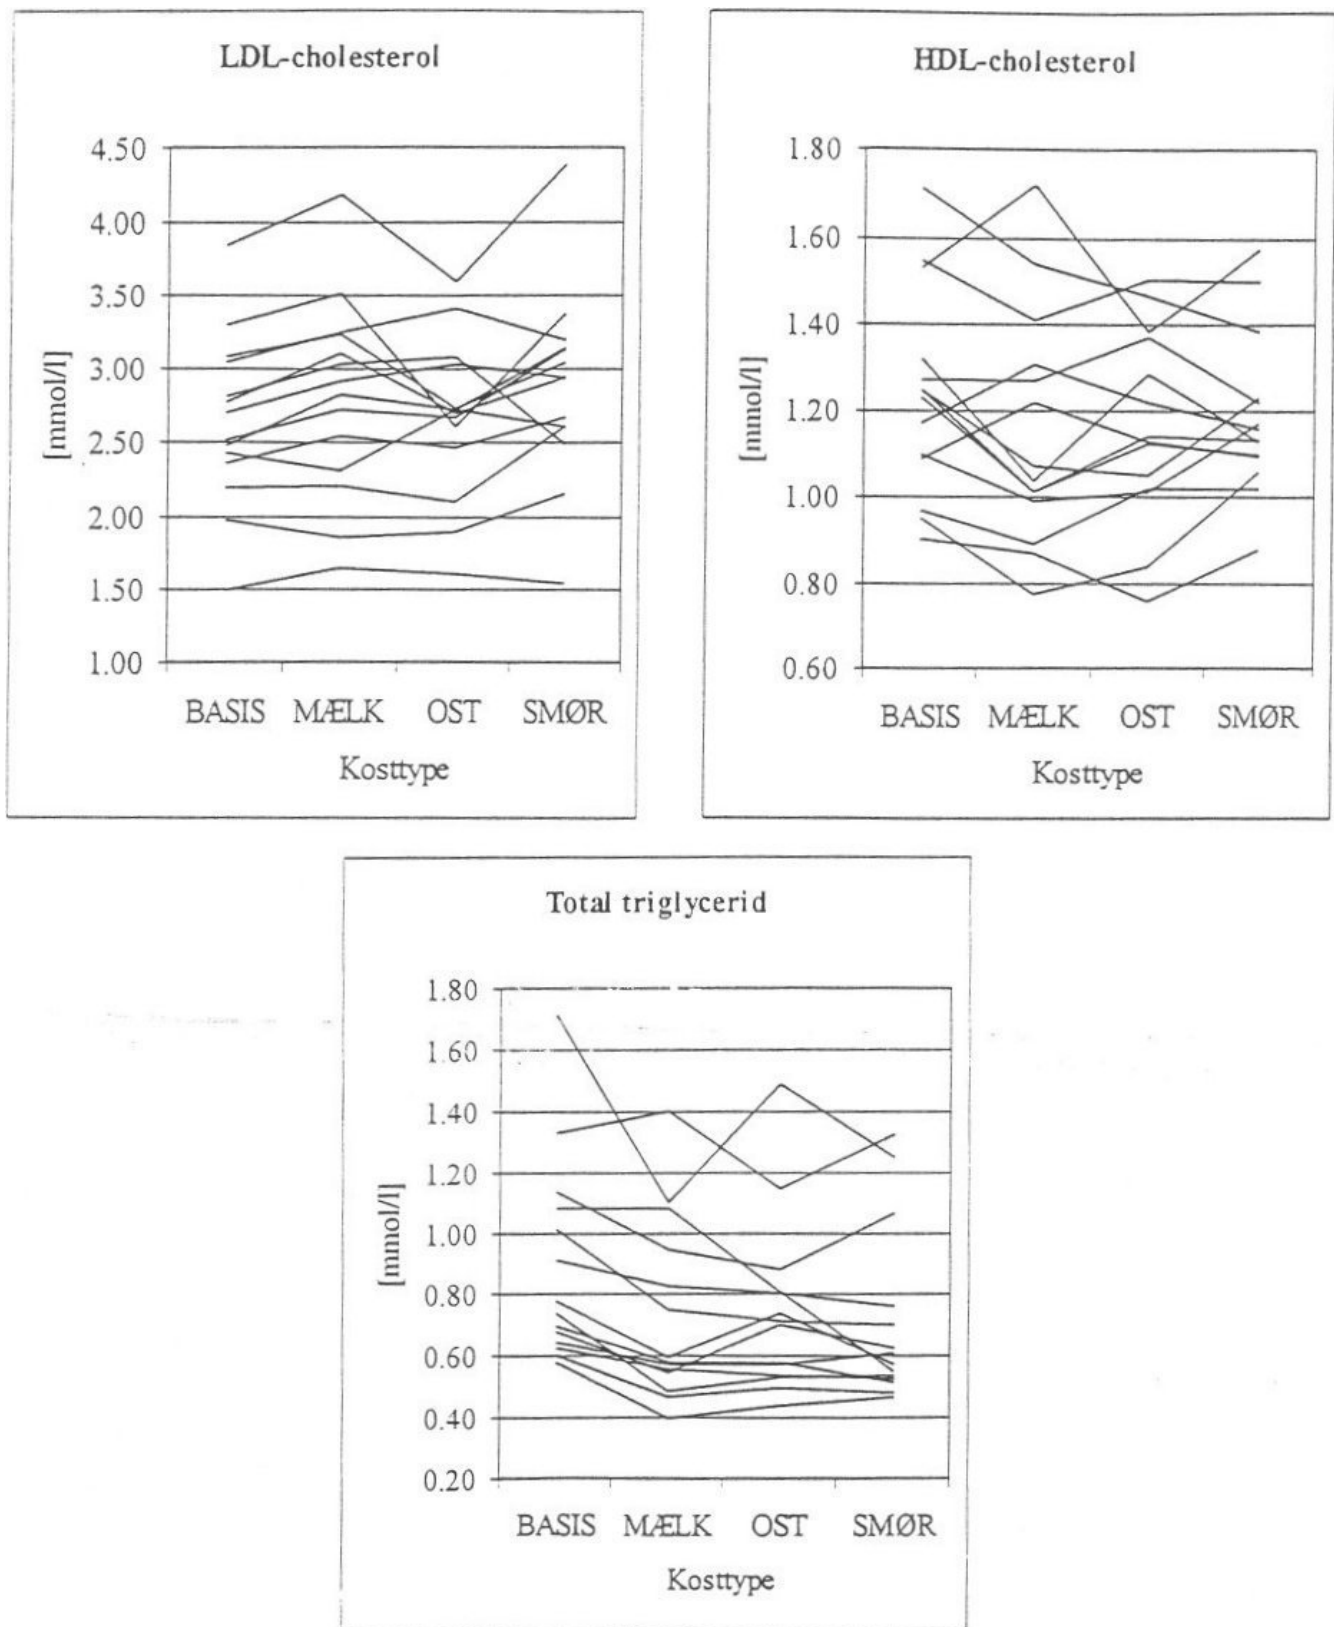 LDL-cholesterol
4.50
4.00
3.50
3.00
2.50
2.00
1.50
1.00
[mmol/l]
BASIS MÆLK OST SMØR
Kosttype
HDL-cholesterol
1.80
1.60
1.40
1.20
1.00
0.80
0.60
[mmol/l]
BASIS MÆLK OST SMØR
Kosttype
Total triglycerid
1.80
1.60
1.40
1.20
1.00
0.80
0.60
0.40
0.20
[mmol/l]
BASIS MÆLK OST SMØR
Kosttype